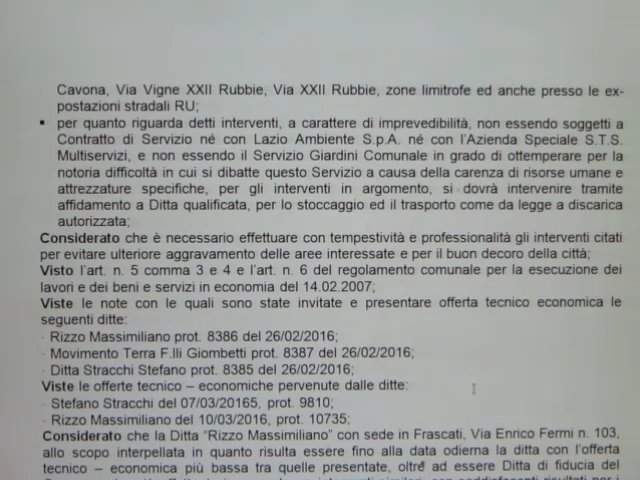 Cavona, Via Vigne XXII Rubbie, Via XXII Rubbie, zone limitrofe ed anche presso le ex-
postazioni stradali RU;
▪ per quanto riguarda detti interventi, a carattere di imprevedibilità, non essendo soggetti a
Contratto di Servizio né con Lazio Ambiente S.p.A. né con l'Azienda Speciale S.T.S.
Multiservizi, e non essendo il Servizio Giardini Comunale in grado di ottemperare per la
notoria difficoltà in cui si dibatte questo Servizio a causa della carenza di risorse umane e
attrezzature specifiche, per gli interventi in argomento, si dovrà intervenire tramite
affidamento a Ditta qualificata, per lo stoccaggio ed il trasporto come da legge a discarica
autorizzata;
Considerato che è necessario effettuare con tempestività e professionalità gli interventi citati
per evitare ulteriore aggravamento delle aree interessate e per il buon decoro della città;
Visto l'art. n. 5 comma 3 e 4 e l'art. n. 6 del regolamento comunale per la esecuzione dei
lavori e dei beni e servizi in economia del 14.02.2007;
Viste le note con le quali sono state invitate e presentare offerta tecnico economica le
seguenti ditte:
- Rizzo Massimiliano prot. 8386 del 26/02/2016;
- Movimento Terra F.lli Giombetti prot. 8387 del 26/02/2016;
- Ditta Stracchi Stefano prot. 8385 del 26/02/2016;
Viste le offerte tecnico – economiche pervenute dalle ditte:
- Stefano Stracchi del 07/03/20165, prot. 9810;
- Rizzo Massimiliano del 10/03/2016, prot. 10735;
Considerato che la Ditta "Rizzo Massimiliano" con sede in Frascati, Via Enrico Fermi n. 103,
allo scopo interpellata in quanto risulta essere fino alla data odierna la ditta con l'offerta
tecnico – economica più bassa tra quelle presentate, oltre ad essere Ditta di fiducia del